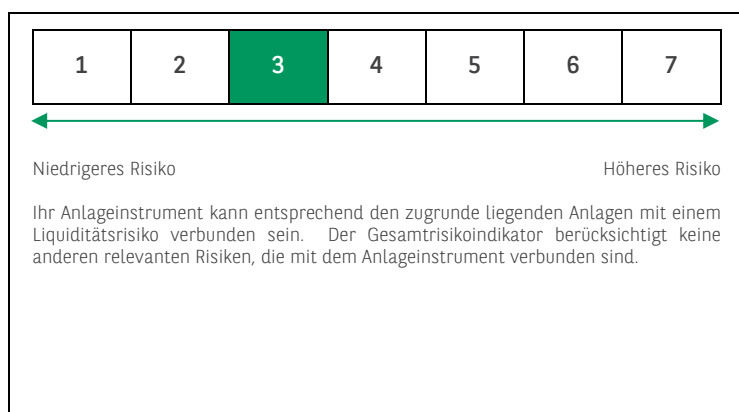 1 2 3 4 5 6 7
Niedrigeres Risiko Höheres Risiko
Ihr Anlageinstrument kann entsprechend den zugrunde liegenden Anlagen mit einem
Liquiditätsrisiko verbunden sein. Der Gesamtrisikoindikator berücksichtigt keine
anderen relevanten Risiken, die mit dem Anlageinstrument verbunden sind.